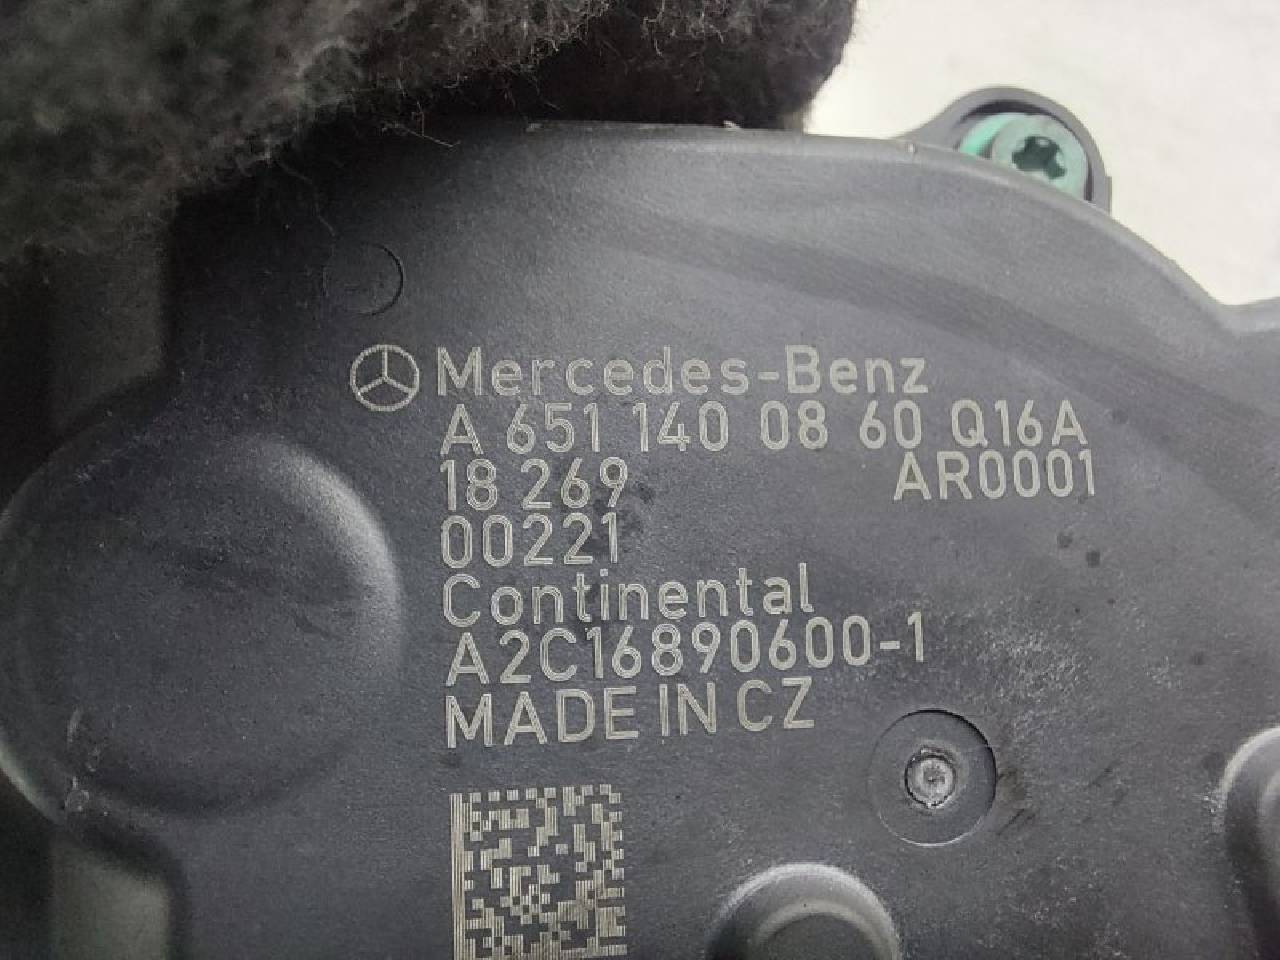 Mercedes-Benz
A 651 140 08 60 Q16A
18 269 AR0001
00221
Continental
A2C16890600-1
MADE IN CZ